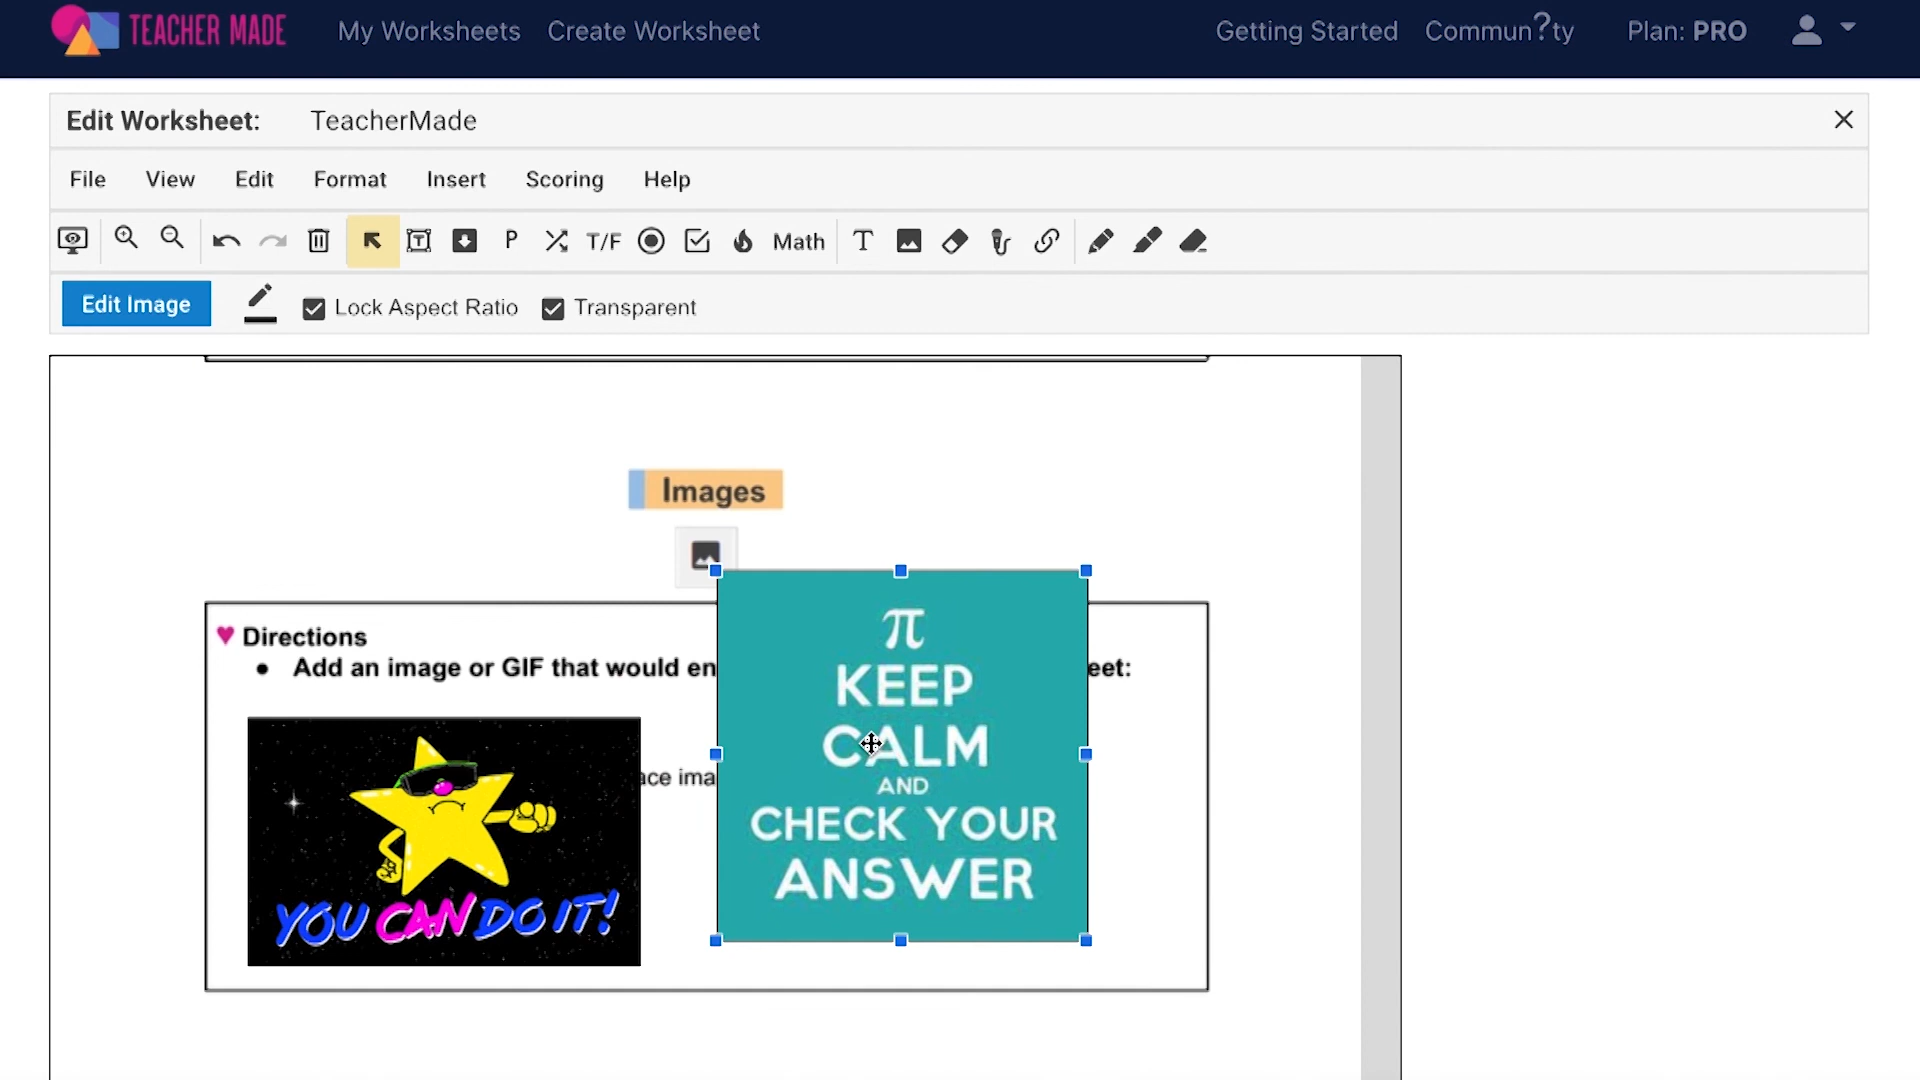 TEACHER MADE My Worksheets Create Worksheet Getting Started Commun?ty Plan: PRO
Edit Worksheet: TeacherMade
File View Edit Format Insert Scoring Help
P T/F Math T
Edit Image Lock Aspect Ratio Transparent
Images
Directions
Add an image or GIF that would en
eet:
ace ima
YOU CAN DO IT!
π
KEEP
CALM
AND
CHECK YOUR
ANSWER